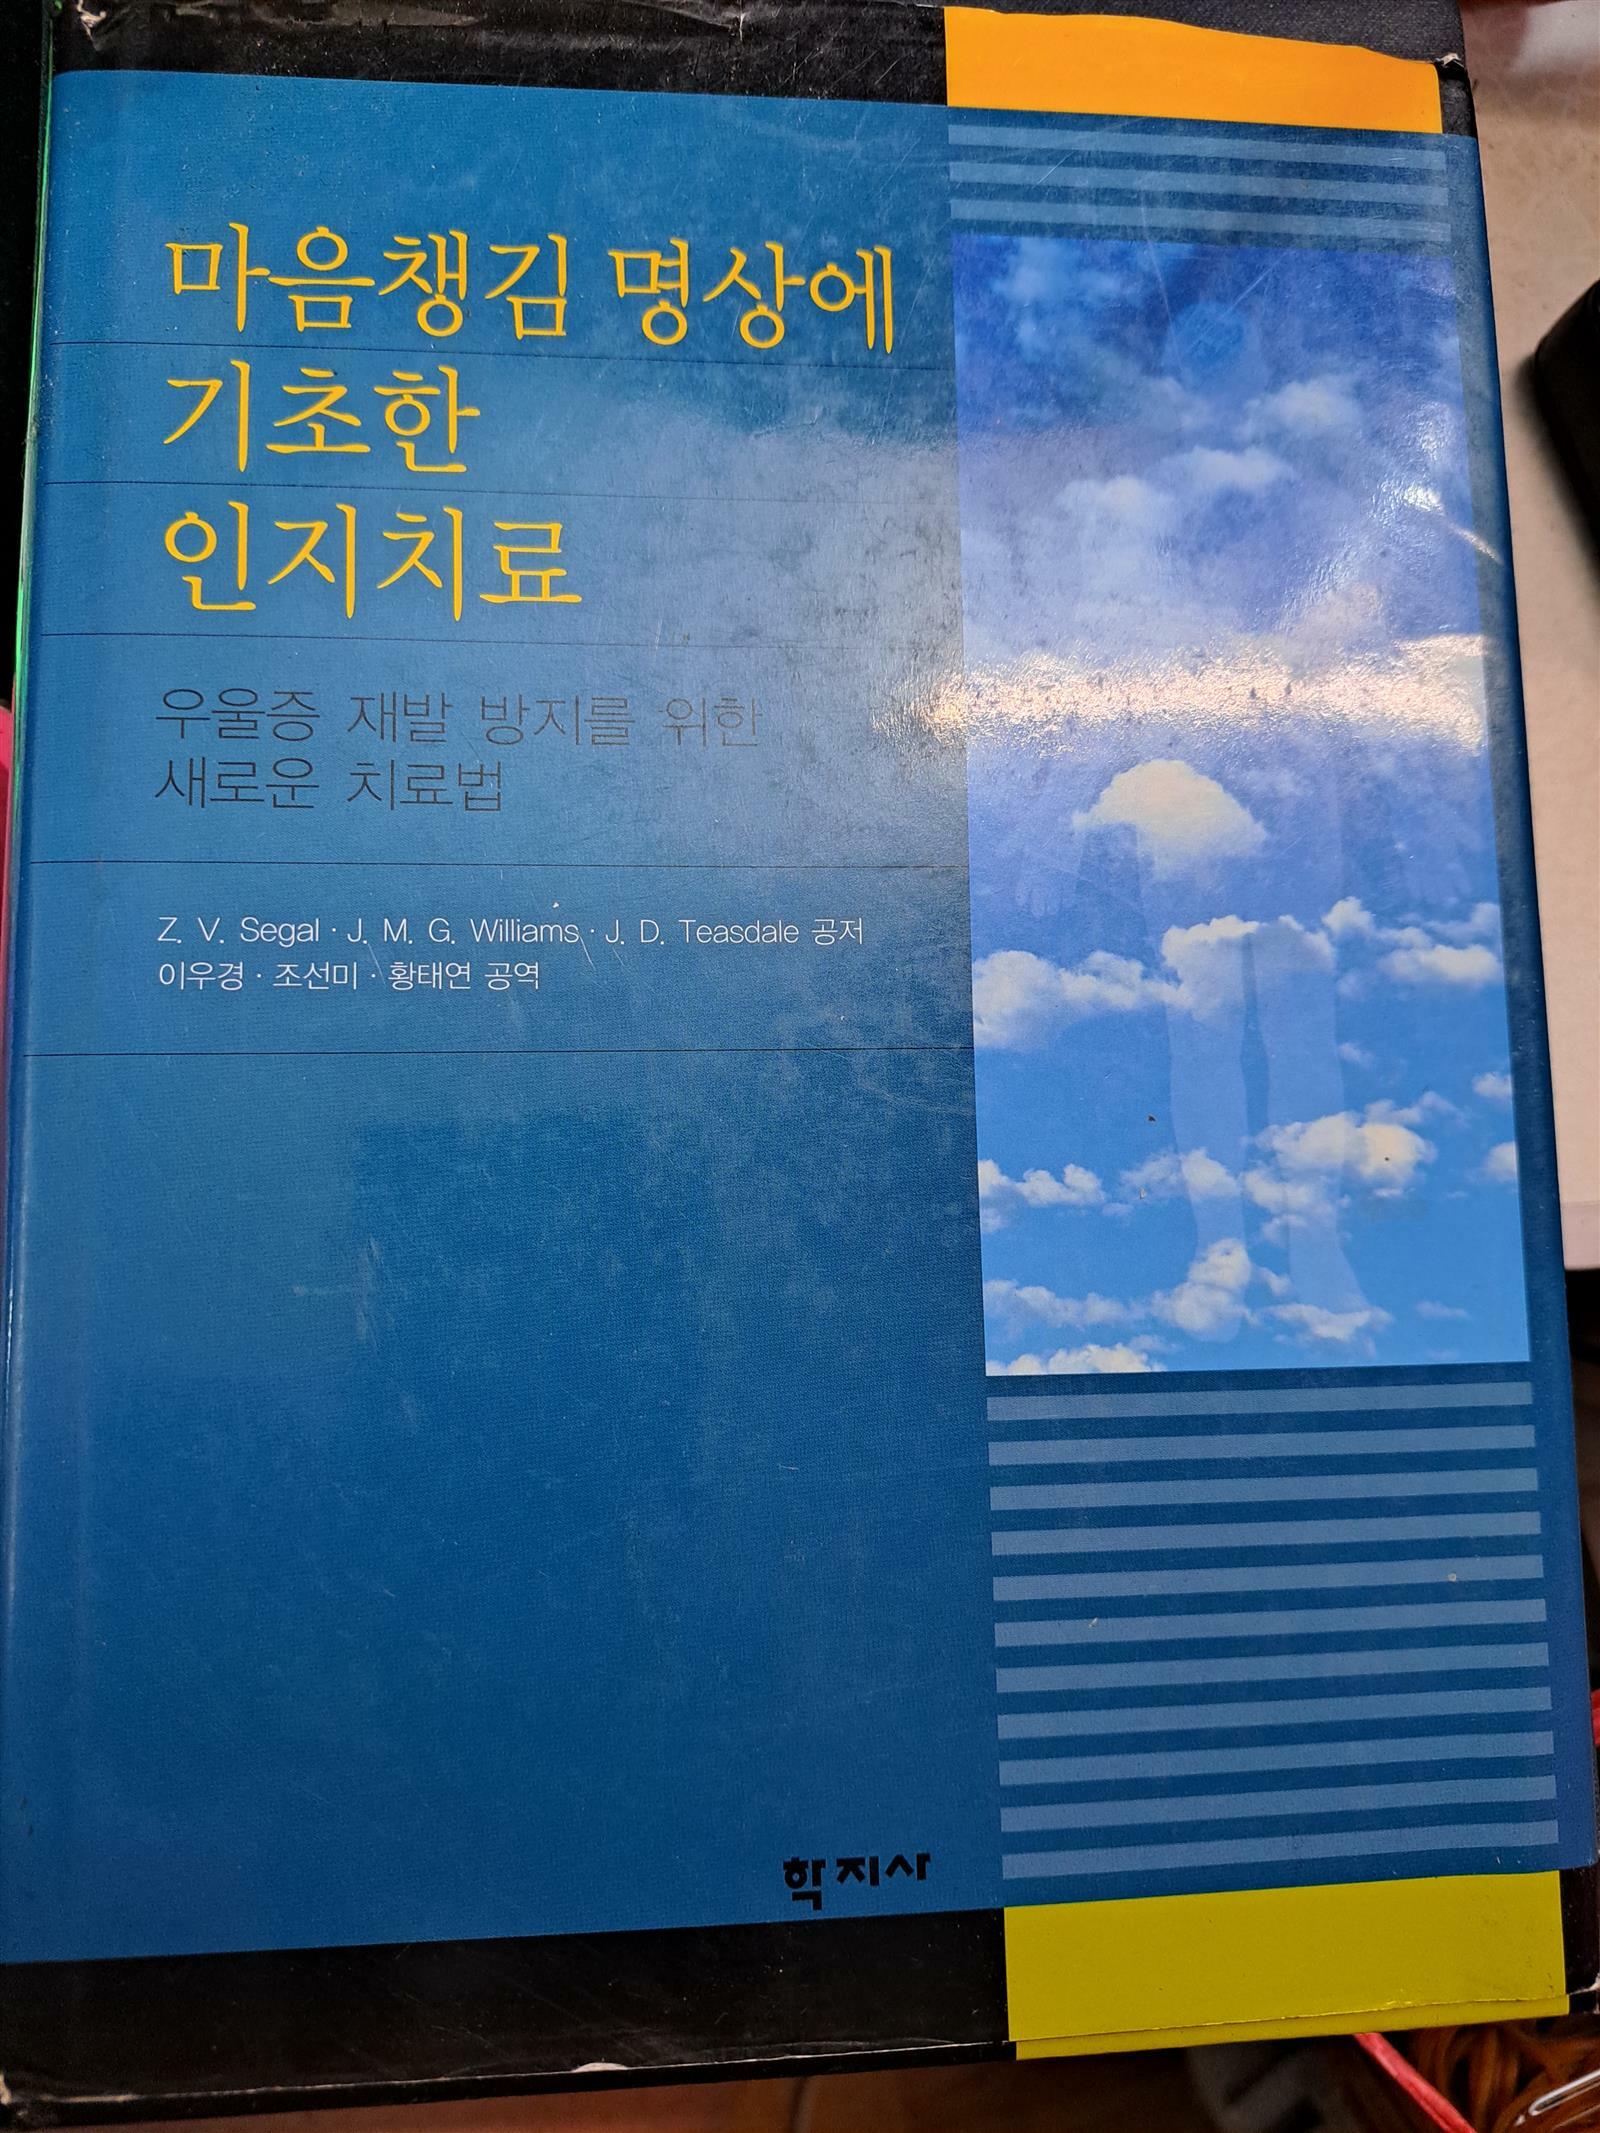 마음챙김 명상에
기초한
인지치료
우울증 재발 방지를 위한
새로운 치료법
Z. V. Segal · J. M. G. Williams · J. D. Teasdale 공저
이우경 · 조선미 · 황태연 공역
학지사